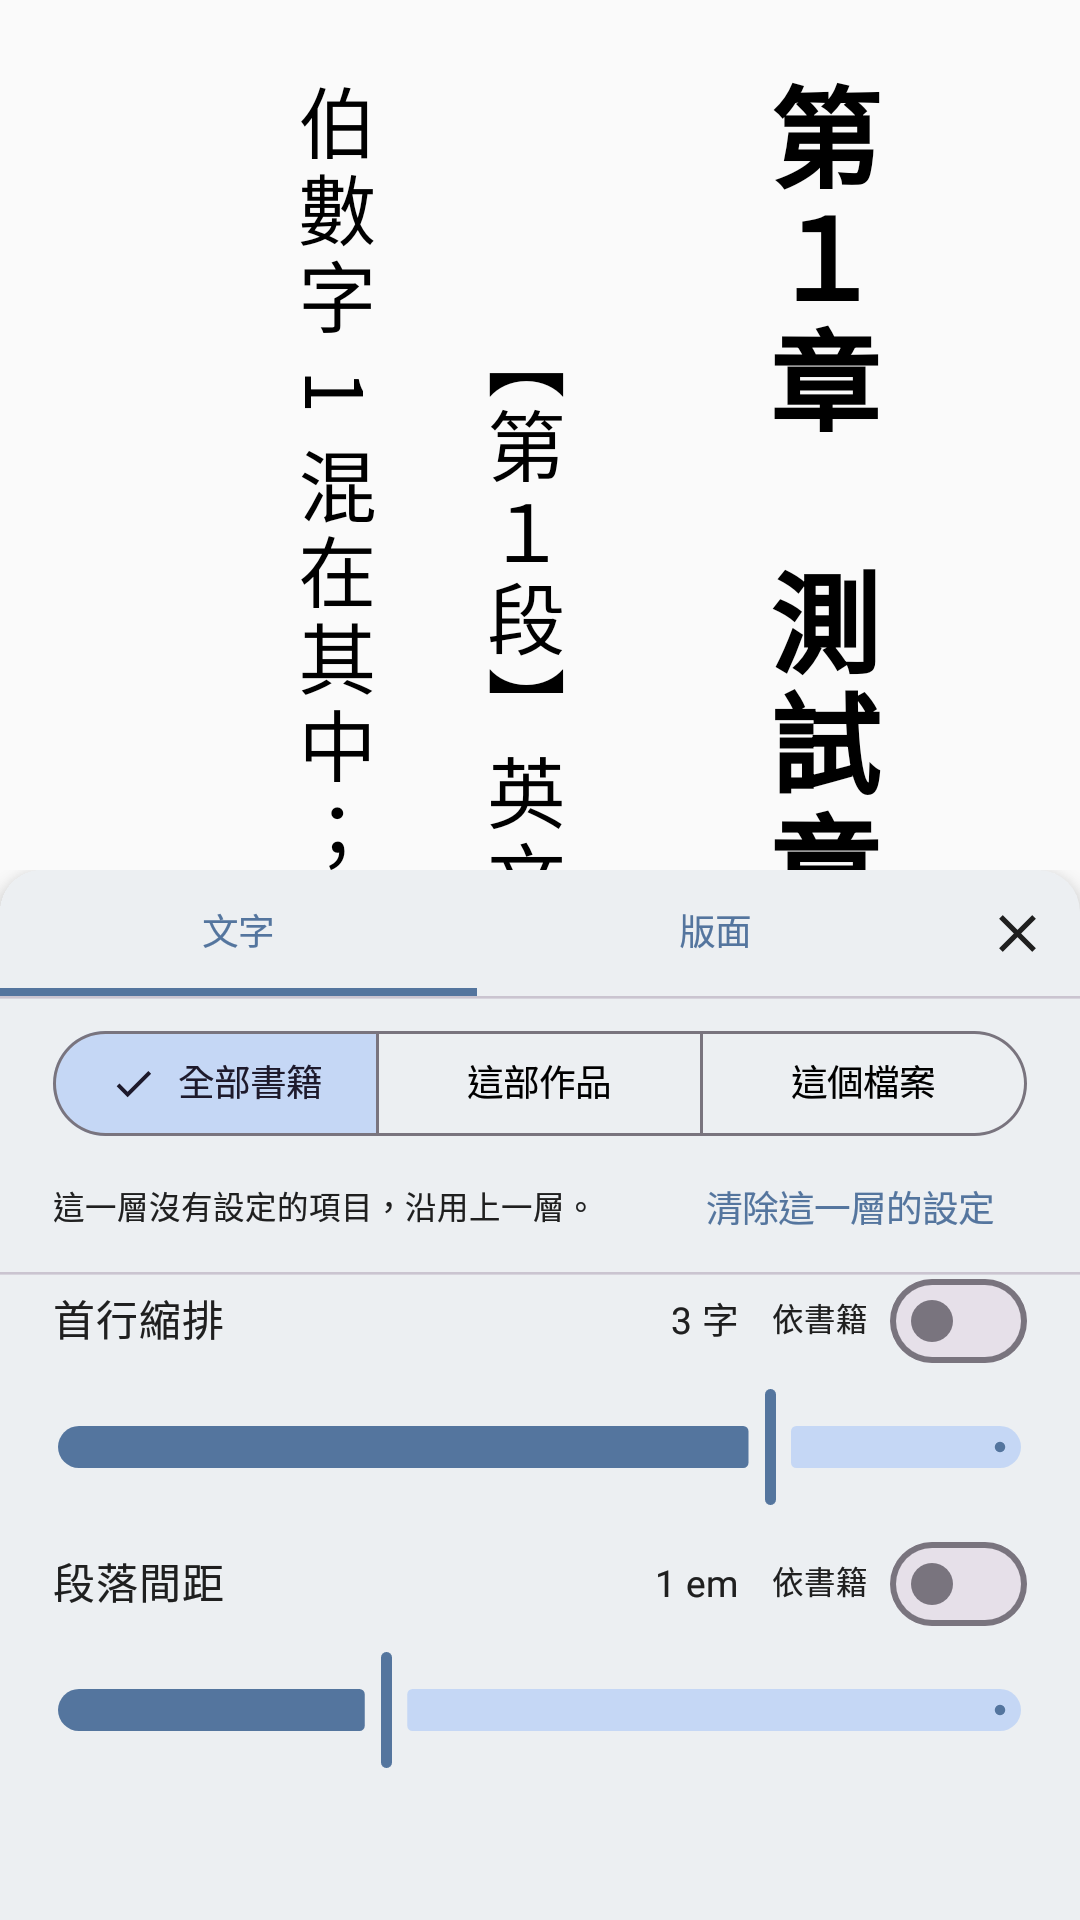 第1章　測試章
【第1段】 英文
伯數字 1 混在其中；
文字
版面
全部書籍
這部作品
這個檔案
這一層沒有設定的項目，沿用上一層。
清除這一層的設定
首行縮排
3 字
依書籍
段落間距
1 em
依書籍